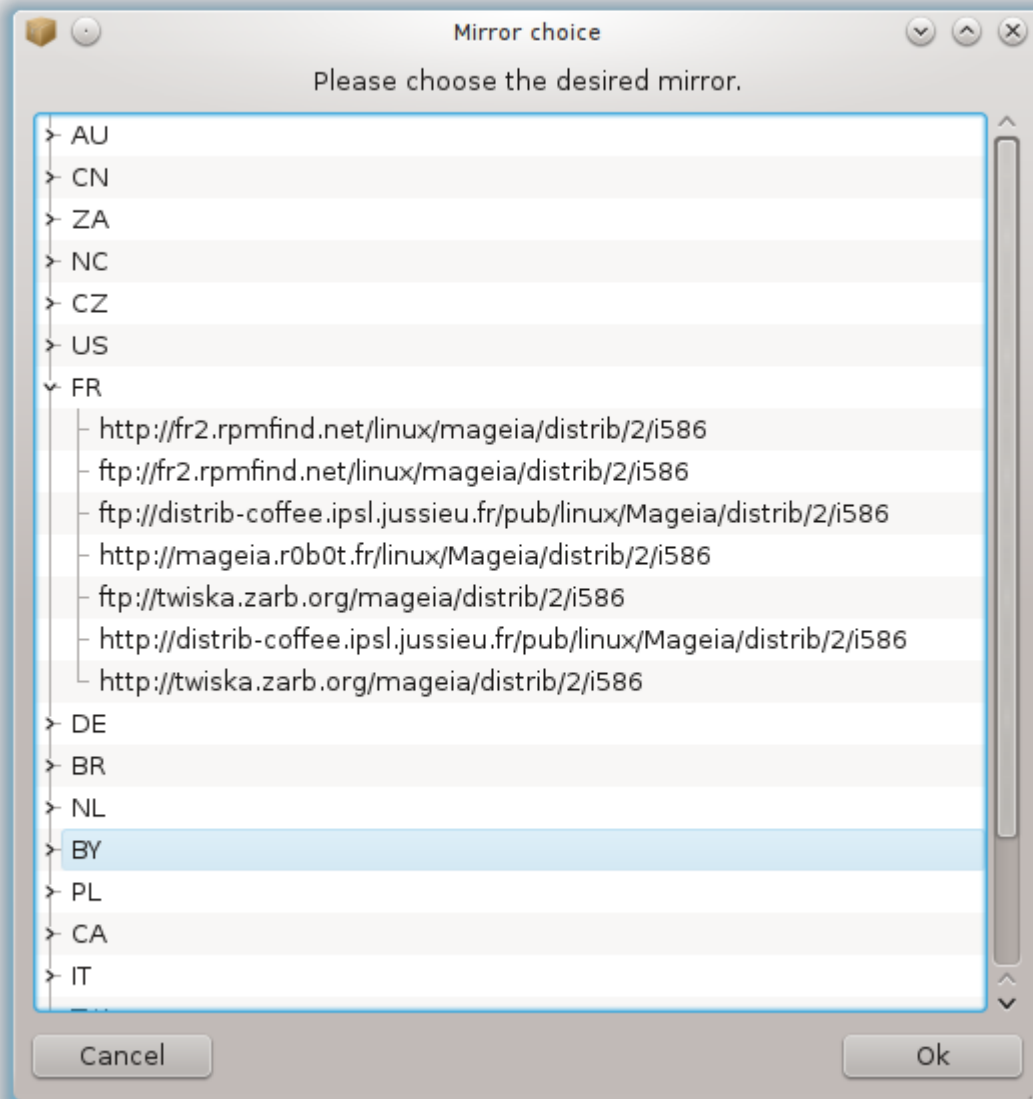 Mirror choice
Please choose the desired mirror.
AU
CN
ZA
NC
CZ
US
FR
http://fr2.rpmfind.net/linux/mageia/distrib/2/i586
ftp://fr2.rpmfind.net/linux/mageia/distrib/2/i586
ftp://distrib-coffee.ipsl.jussieu.fr/pub/linux/Mageia/distrib/2/i586
http://mageia.r0b0t.fr/linux/Mageia/distrib/2/i586
ftp://twiska.zarb.org/mageia/distrib/2/i586
http://distrib-coffee.ipsl.jussieu.fr/pub/linux/Mageia/distrib/2/i586
http://twiska.zarb.org/mageia/distrib/2/i586
DE
BR
NL
BY
PL
CA
IT
Cancel Ok